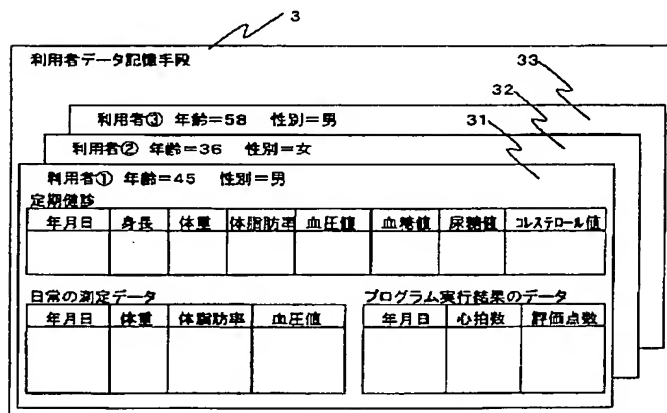 3
利用者データ記憶手段
33
32
利用者③ 年齢=58 性別=男
31
利用者② 年齢=36 性別=女
利用者① 年齢=45 性別=男
定期健診
年月日 身長 体重 体脂肪率 血圧値 血糖値 尿糖値 コレステロール値
日常の測定データ プログラム実行結果のデータ
年月日 体重 体脂肪率 血圧値 年月日 心拍数 評価点数